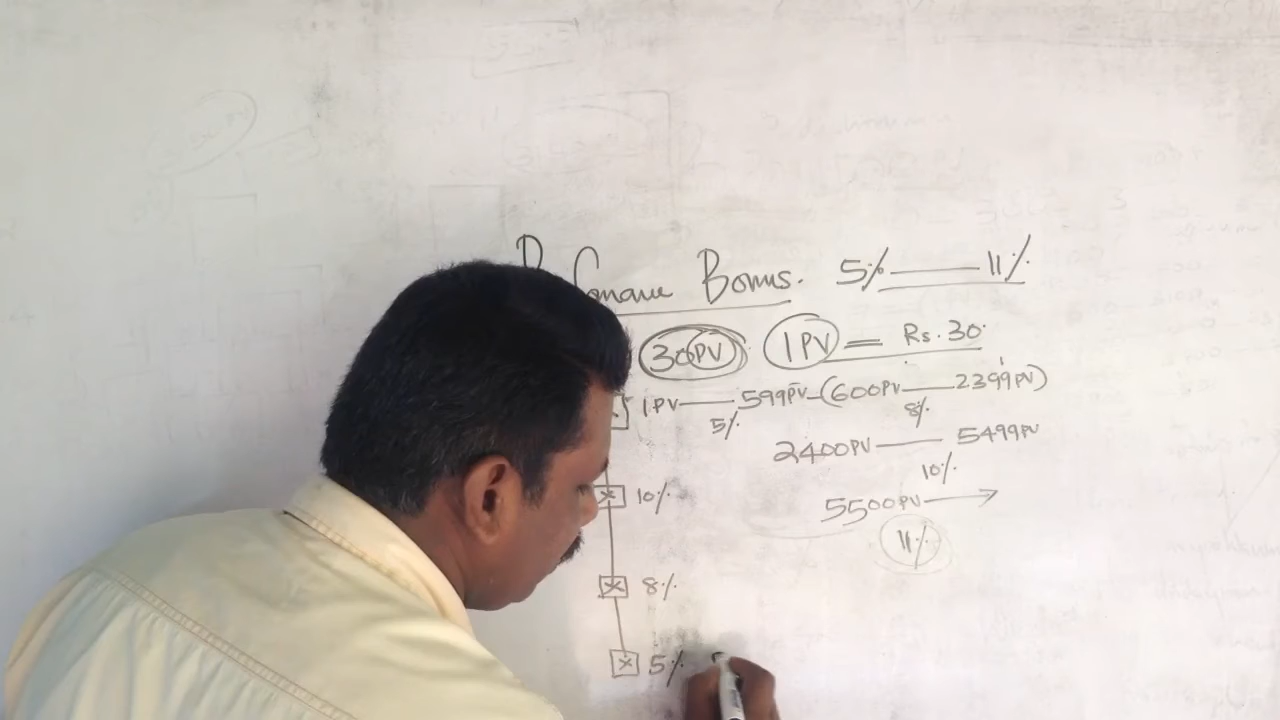 Bonus. 5% 11%
30PV 1PV = Rs.30
1PV 599PV (600PV 2399PV)
5% 8%
2400PV 5499PV
10%
10% 5500PV →
11%
8%
5%